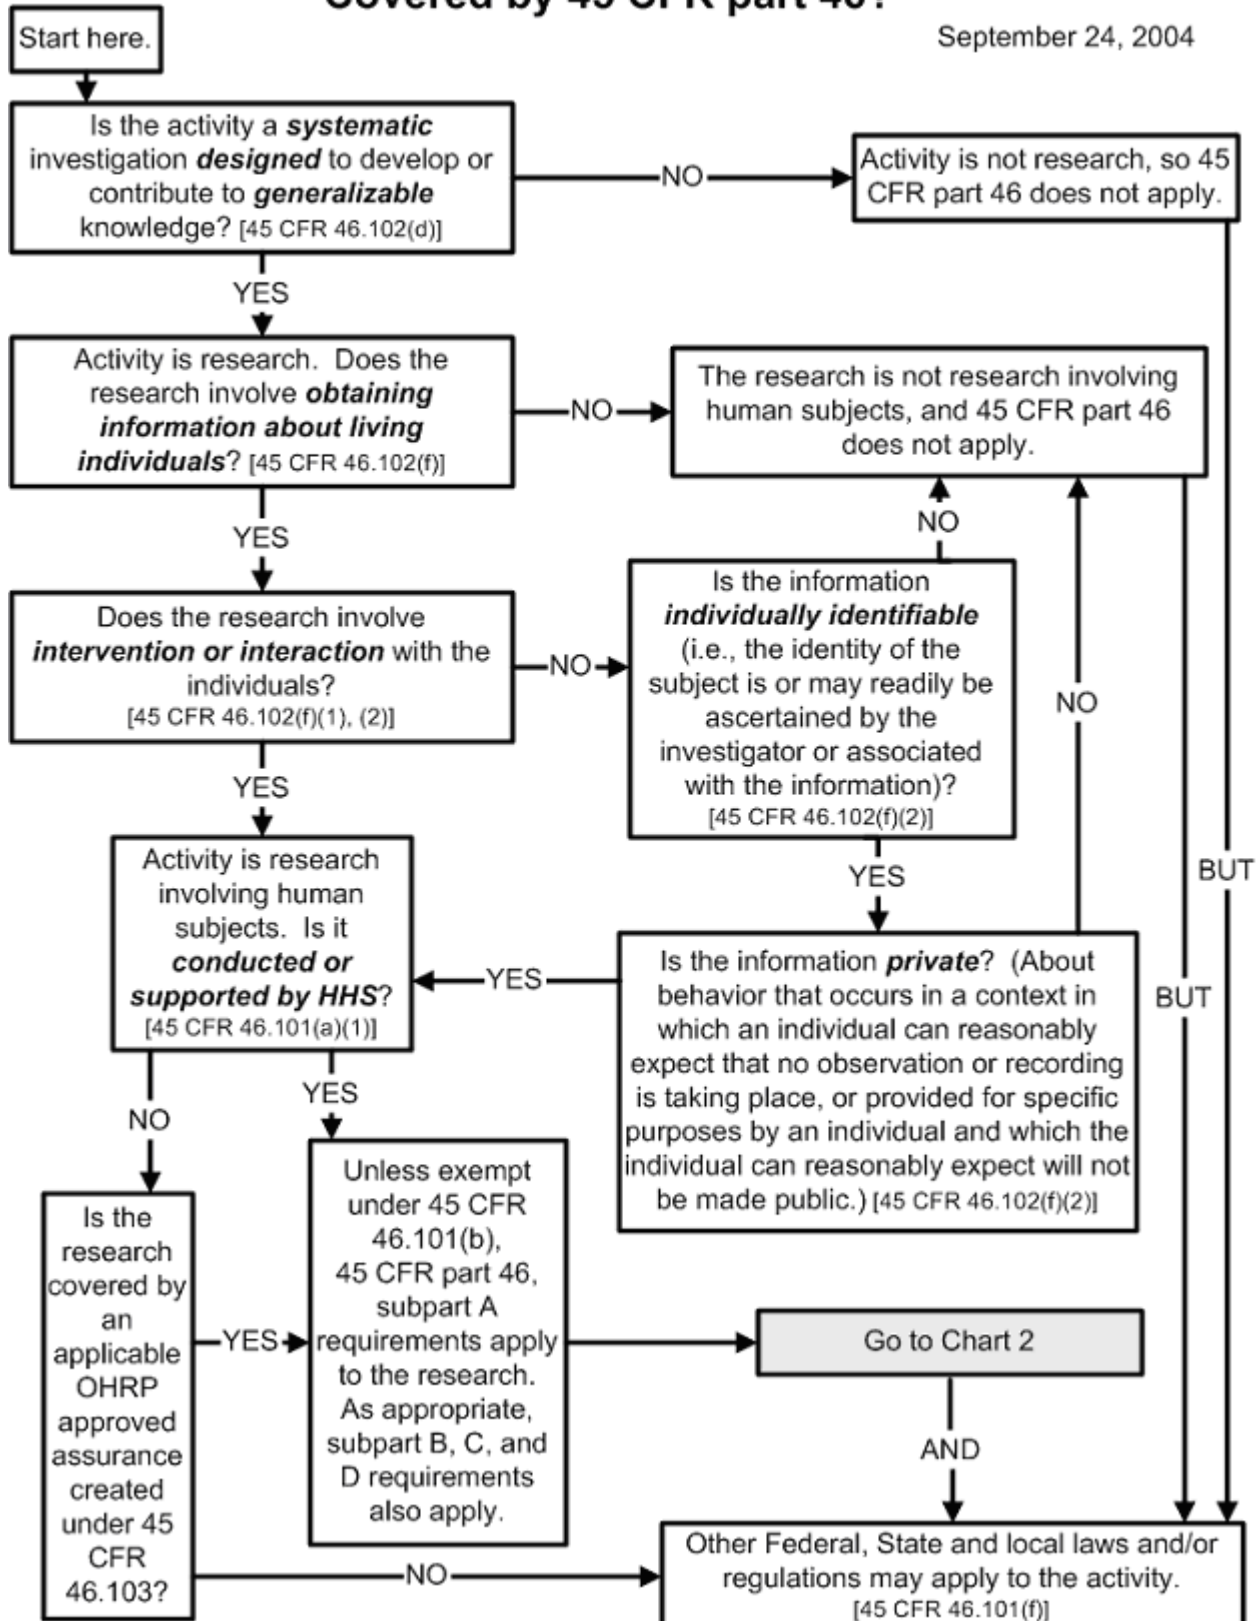 Covered by 45 CFR part 46?
September 24, 2004
Start here.
Is the activity a systematic
investigation designed to develop or
contribute to generalizable
knowledge? [45 CFR 46.102(d)]
NO
Activity is not research, so 45
CFR part 46 does not apply.
YES
Activity is research. Does the
research involve obtaining
information about living
individuals? [45 CFR 46.102(f)]
NO
The research is not research involving
human subjects, and 45 CFR part 46
does not apply.
YES
NO
Does the research involve
intervention or interaction with the
individuals?
[45 CFR 46.102(f)(1), (2)]
NO
Is the information
individually identifiable
(i.e., the identity of the
subject is or may readily be
ascertained by the
investigator or associated
with the information)?
[45 CFR 46.102(f)(2)]
NO
YES
YES
BUT
Activity is research
involving human
subjects. Is it
conducted or
supported by HHS?
[45 CFR 46.101(a)(1)]
YES
Is the information private? (About
behavior that occurs in a context in
which an individual can reasonably
expect that no observation or recording
is taking place, or provided for specific
purposes by an individual and which the
individual can reasonably expect will not
be made public.) [45 CFR 46.102(f)(2)]
BUT
NO
YES
Is the
research
covered by
an
applicable
OHRP
approved
assurance
created
under 45
CFR
46.103?
YES
Unless exempt
under 45 CFR
46.101(b),
45 CFR part 46,
subpart A
requirements apply
to the research.
As appropriate,
subpart B, C, and
D requirements
also apply.
Go to Chart 2
AND
NO
Other Federal, State and local laws and/or
regulations may apply to the activity.
[45 CFR 46.101(f)]